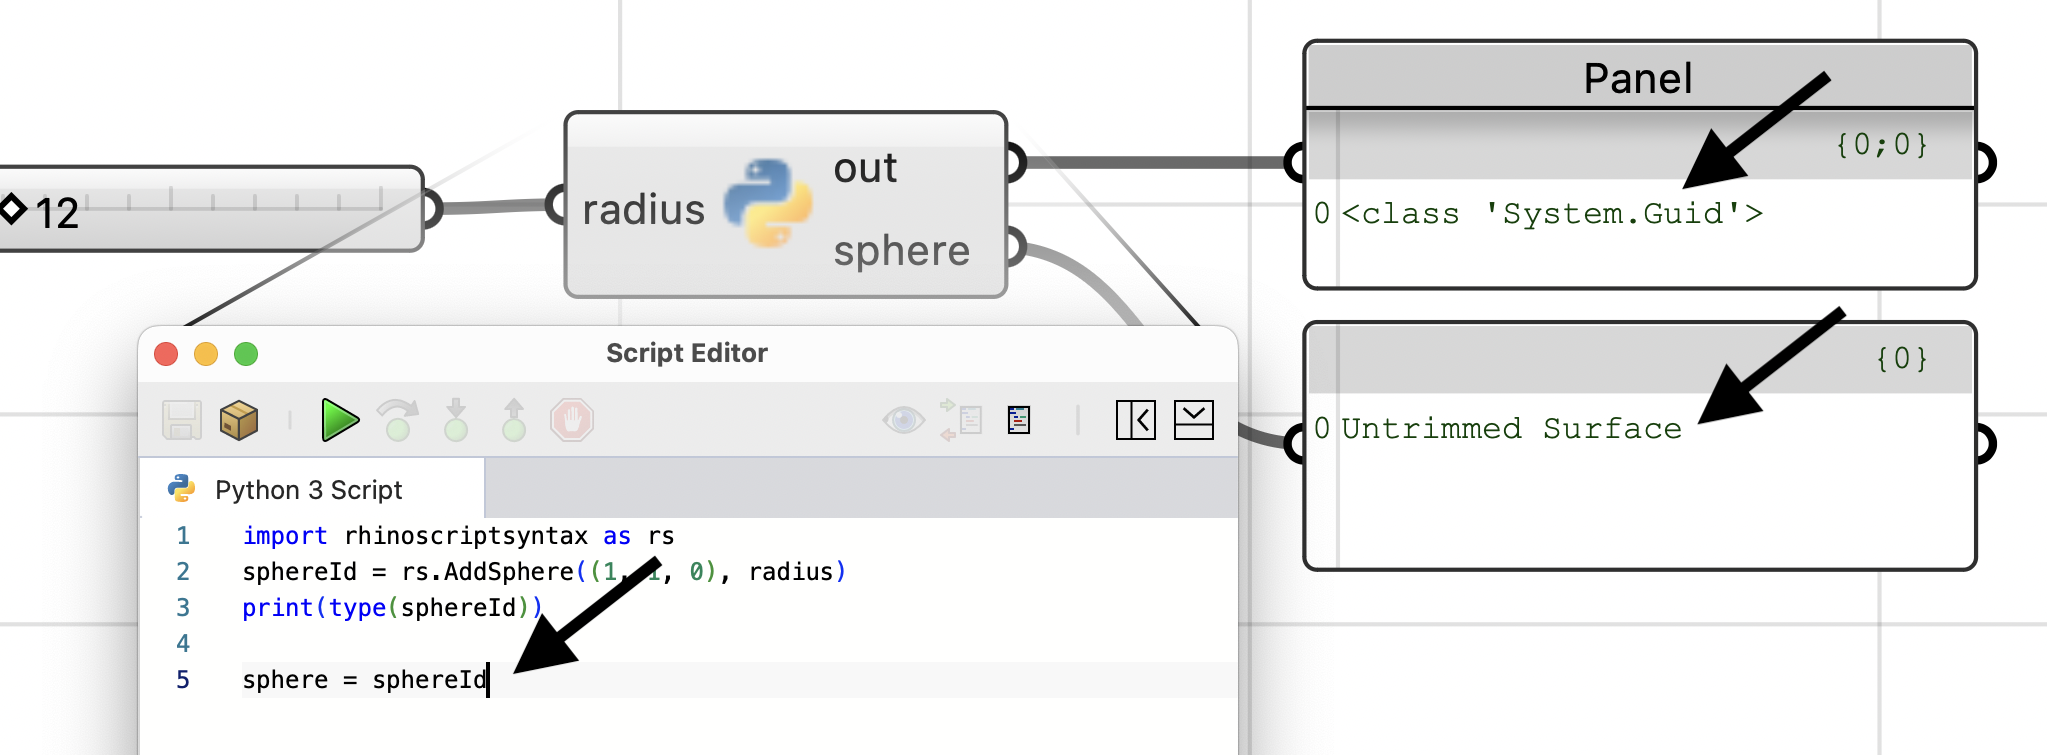 12
radius
out
sphere
Panel
{0;0}
0 <class 'System.Guid'>
{0}
0 Untrimmed Surface
Script Editor
Python 3 Script
1 import rhinoscriptsyntax as rs
2 sphereId = rs.AddSphere((1, 1, 0), radius)
3 print(type(sphereId))
4
5 sphere = sphereId